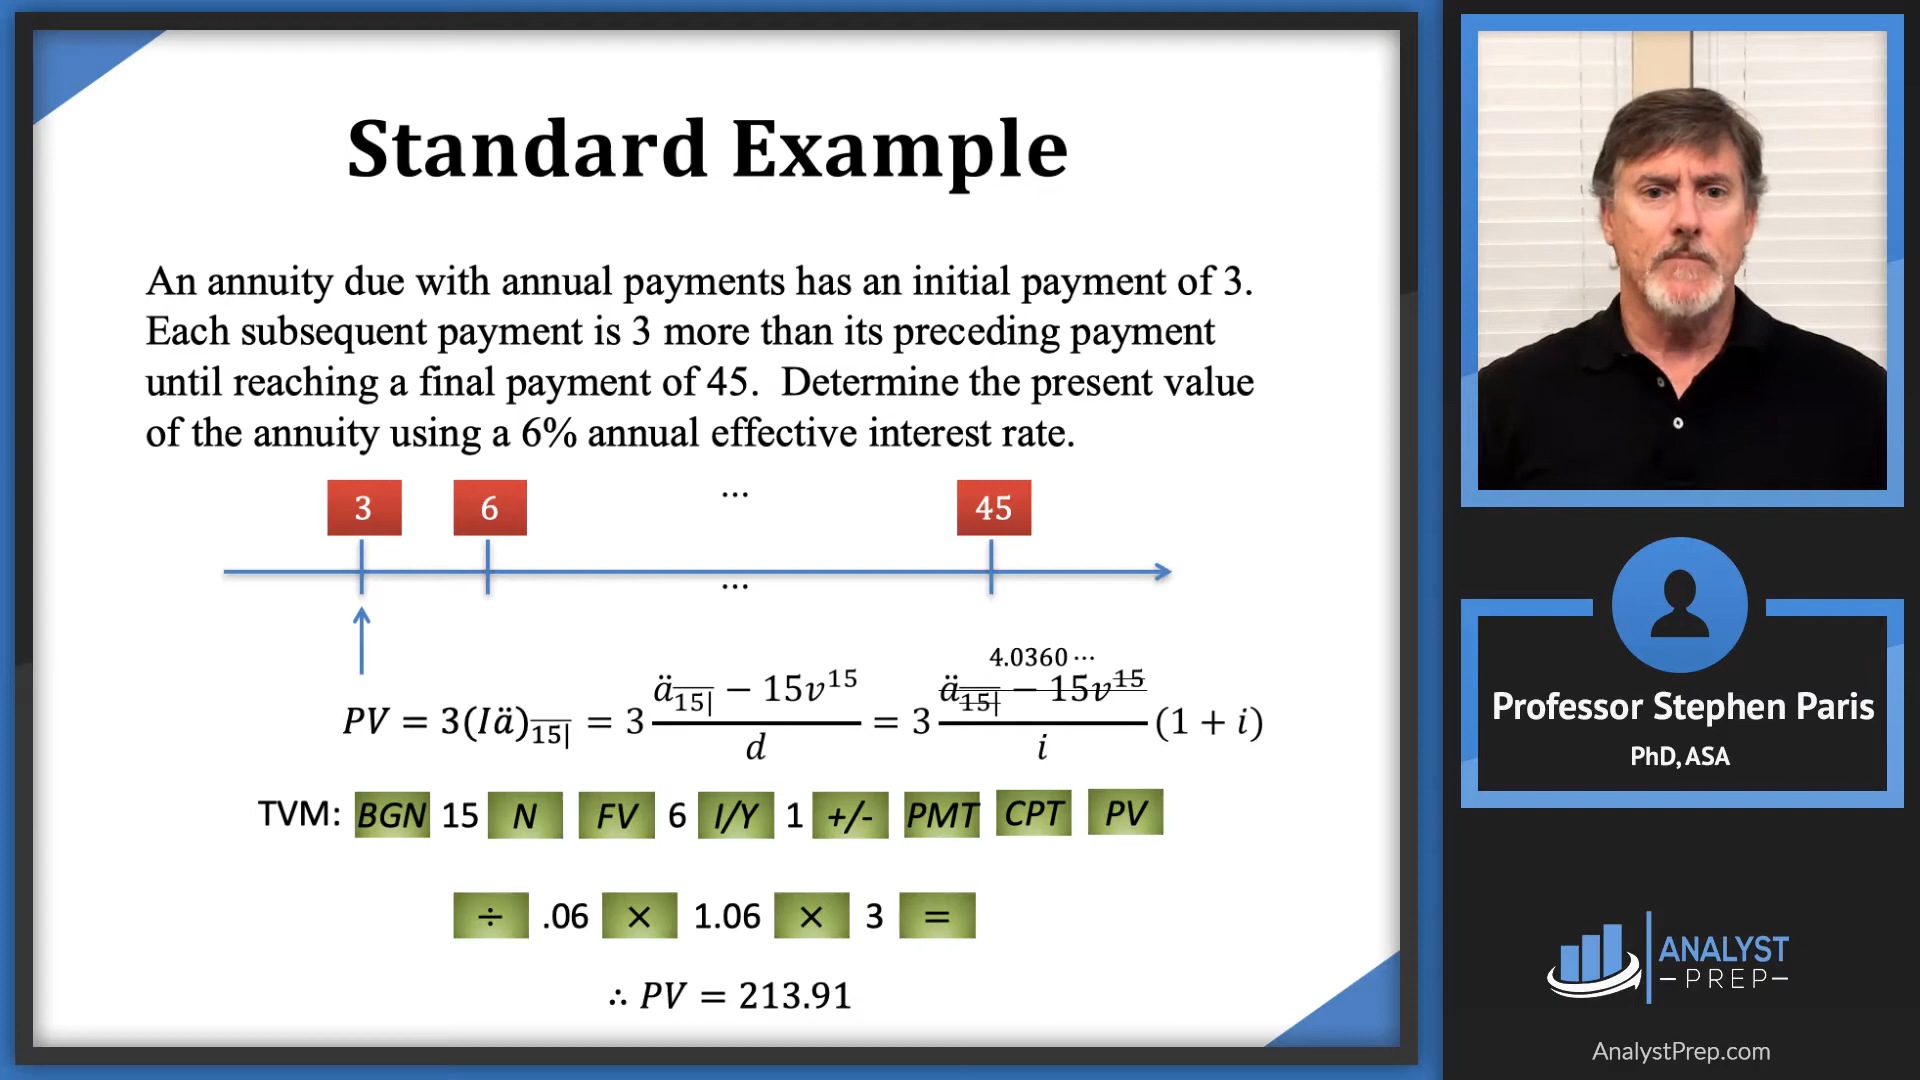 Standard Example
An annuity due with annual payments has an initial payment of 3.
Each subsequent payment is 3 more than its preceding payment
until reaching a final payment of 45. Determine the present value
of the annuity using a 6% annual effective interest rate.
3 6 ... 45
...
4.0360 ···
PV = 3(Iä)15| = 3 (ä15| − 15v^15)/d = 3 (ä15| − 15v^15)/i (1 + i)
TVM: BGN 15 N FV 6 I/Y 1 +/- PMT CPT PV
÷ .06 × 1.06 × 3 =
∴ PV = 213.91
Professor Stephen Paris
PhD, ASA
ANALYST
–PREP–
AnalystPrep.com